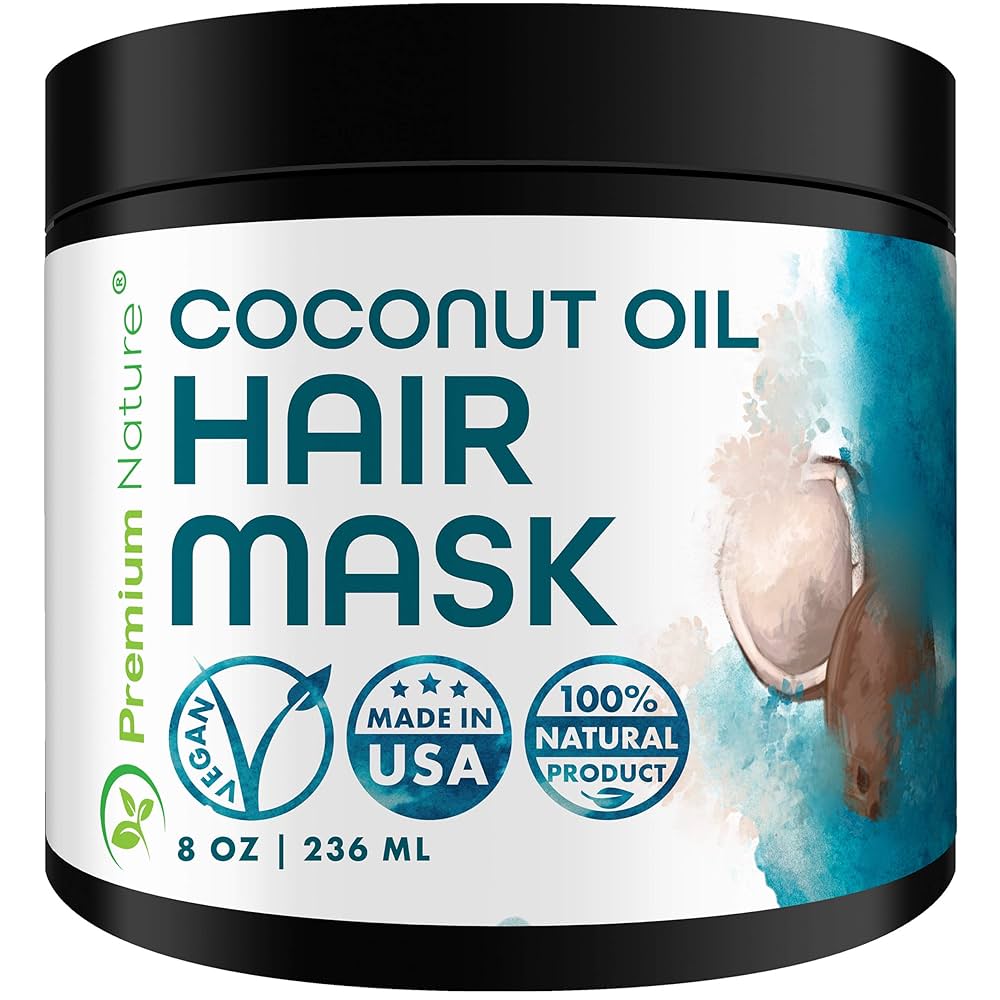 Premium Nature®
COCONUT OIL
HAIR
MASK
VEGAN
MADE IN
USA
100%
NATURAL
PRODUCT
8 OZ | 236 ML